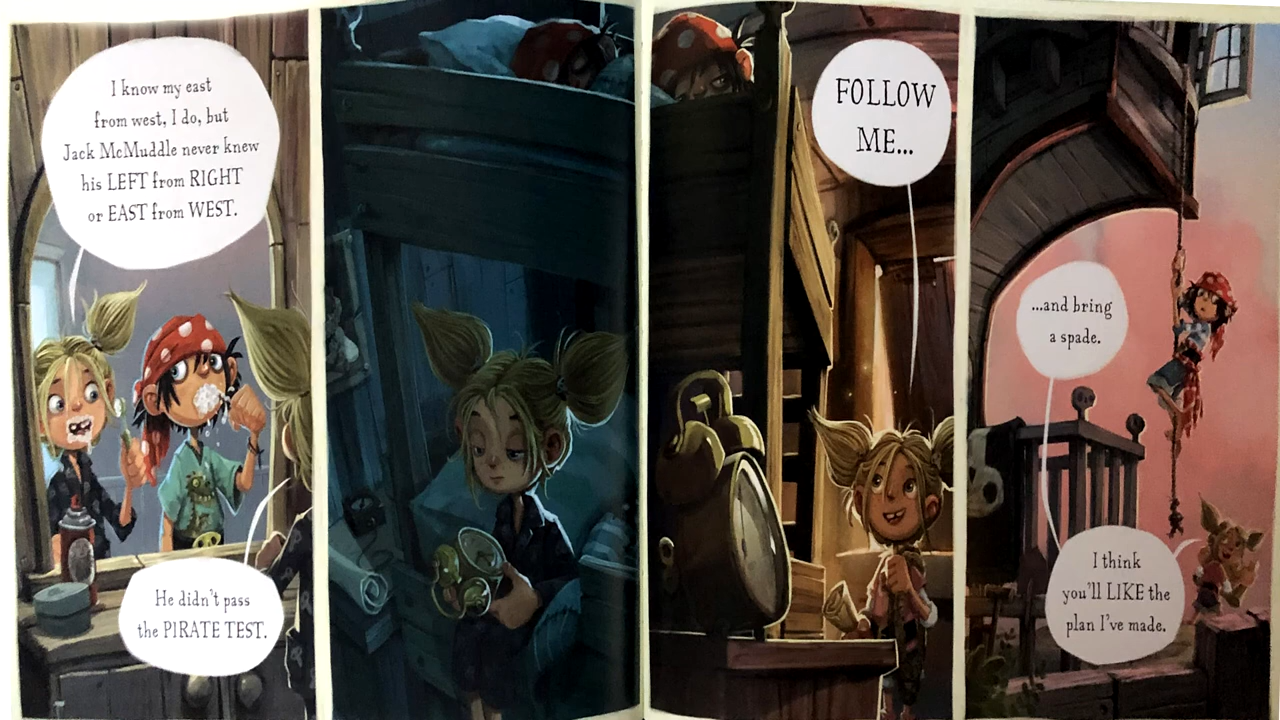 I know my east
from west, I do, but
Jack McMuddle never knew
his LEFT from RIGHT
or EAST from WEST.
He didn't pass
the PIRATE TEST.
FOLLOW
ME...
...and bring
a spade.
I think
you'll LIKE the
plan I've made.